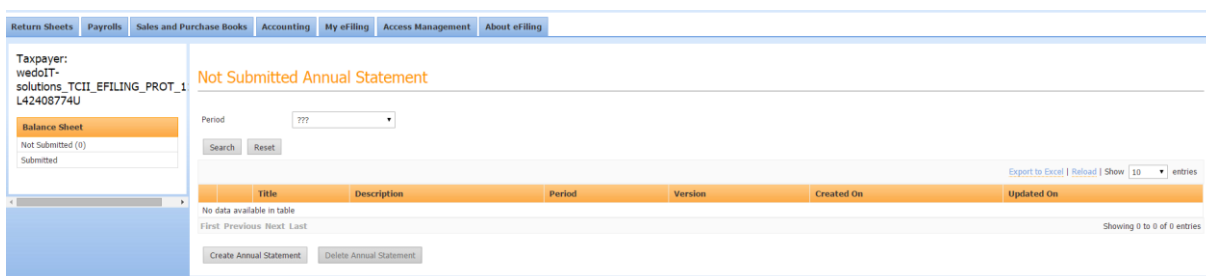 Return Sheets Payrolls Sales and Purchase Books Accounting My eFiling Access Management About eFiling
Taxpayer:
wedoIT-
solutions_TCII_EFILING_PROT_1
L42408774U
Balance Sheet
Not Submitted (0)
Submitted
Not Submitted Annual Statement
Period ???
Search Reset
Export to Excel | Reload | Show 10 entries
Title Description Period Version Created On Updated On
No data available in table
First Previous Next Last Showing 0 to 0 of 0 entries
Create Annual Statement Delete Annual Statement